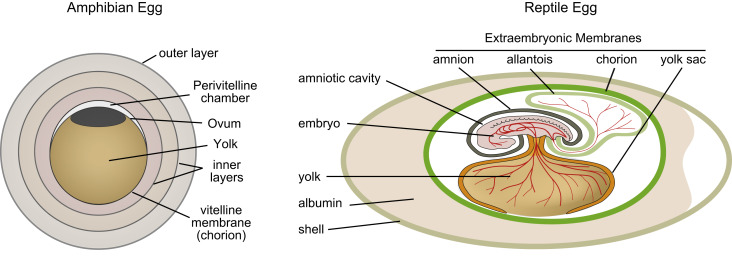 Amphibian Egg
outer layer
Perivitelline
chamber
Ovum
Yolk
inner
layers
vitelline
membrane
(chorion)
Reptile Egg
Extraembryonic Membranes
amnion
allantois
chorion
yolk sac
amniotic cavity
embryo
yolk
albumin
shell